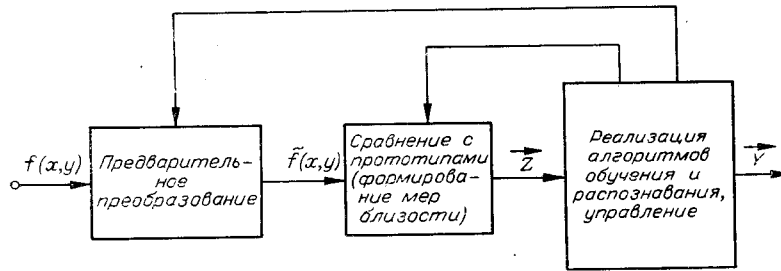 f(x,y)
Предваритель-
ное
преобразование
f̃(x,y)
Сравнение с
прототипами
(формирова-
ние мер
близости)
Z⃗
Реализация
алгоритмов
обучения и
распознавания,
управление
Y⃗